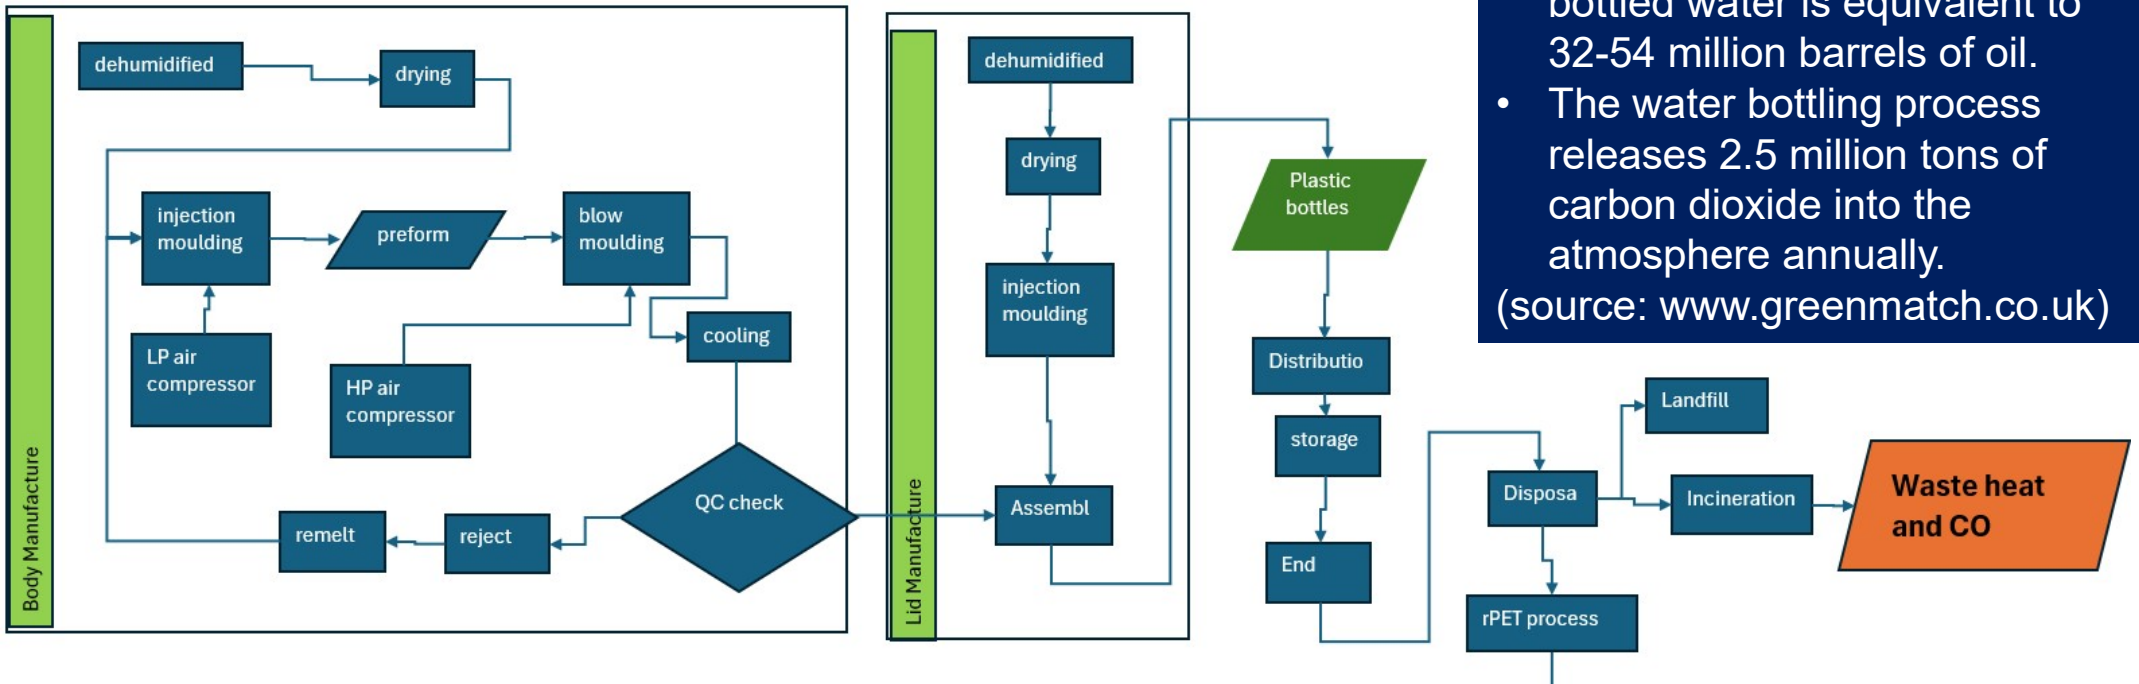 Body Manufacture
dehumidified
drying
injection
moulding
preform
blow
moulding
LP air
compressor
HP air
compressor
cooling
QC check
reject
remelt
Lid Manufacture
dehumidified
drying
injection
moulding
Assembl
Plastic
bottles
Distributio
storage
End
Disposa
Landfill
Incineration
rPET process
Waste heat
and CO
bottled water is equivalent to
32-54 million barrels of oil.
• The water bottling process
releases 2.5 million tons of
carbon dioxide into the
atmosphere annually.
(source: www.greenmatch.co.uk)